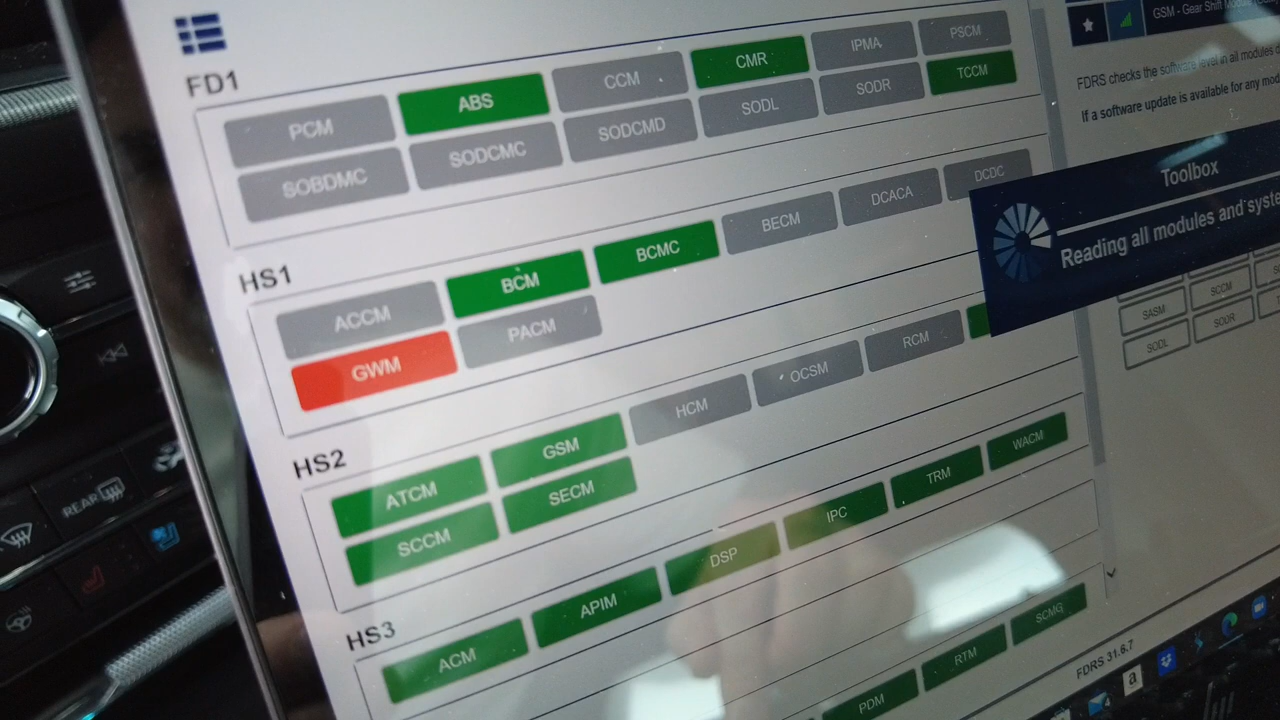 FD1
PCM ABS CCM CMR IPMA PSCM
SOBDMC SODCMC SODCMD SODL SODR TCCM
HS1
ACCM BCM BCMC BECM DCACA DCDC
GWM PACM
HS2
ATCM GSM HCM OCSM RCM
SCCM SECM
HS3
ACM APIM DSP IPC TRM WACM
PDM RTM SCMG
GSM - Gear Shift
FDRS checks the software level in all modules
If a software update is available for any
Toolbox
Reading all modules and
SASM SCCM
SODL
FDRS 31.6.7
REAR